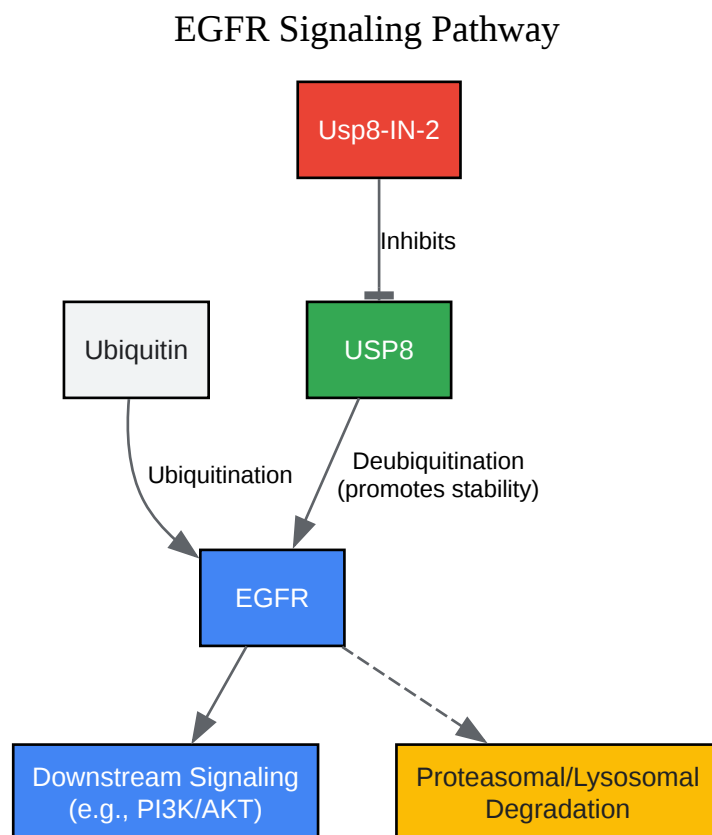 EGFR Signaling Pathway
Usp8-IN-2
Inhibits
Ubiquitin
USP8
Ubiquitination
Deubiquitination
(promotes stability)
EGFR
Downstream Signaling
(e.g., PI3K/AKT)
Proteasomal/Lysosomal
Degradation